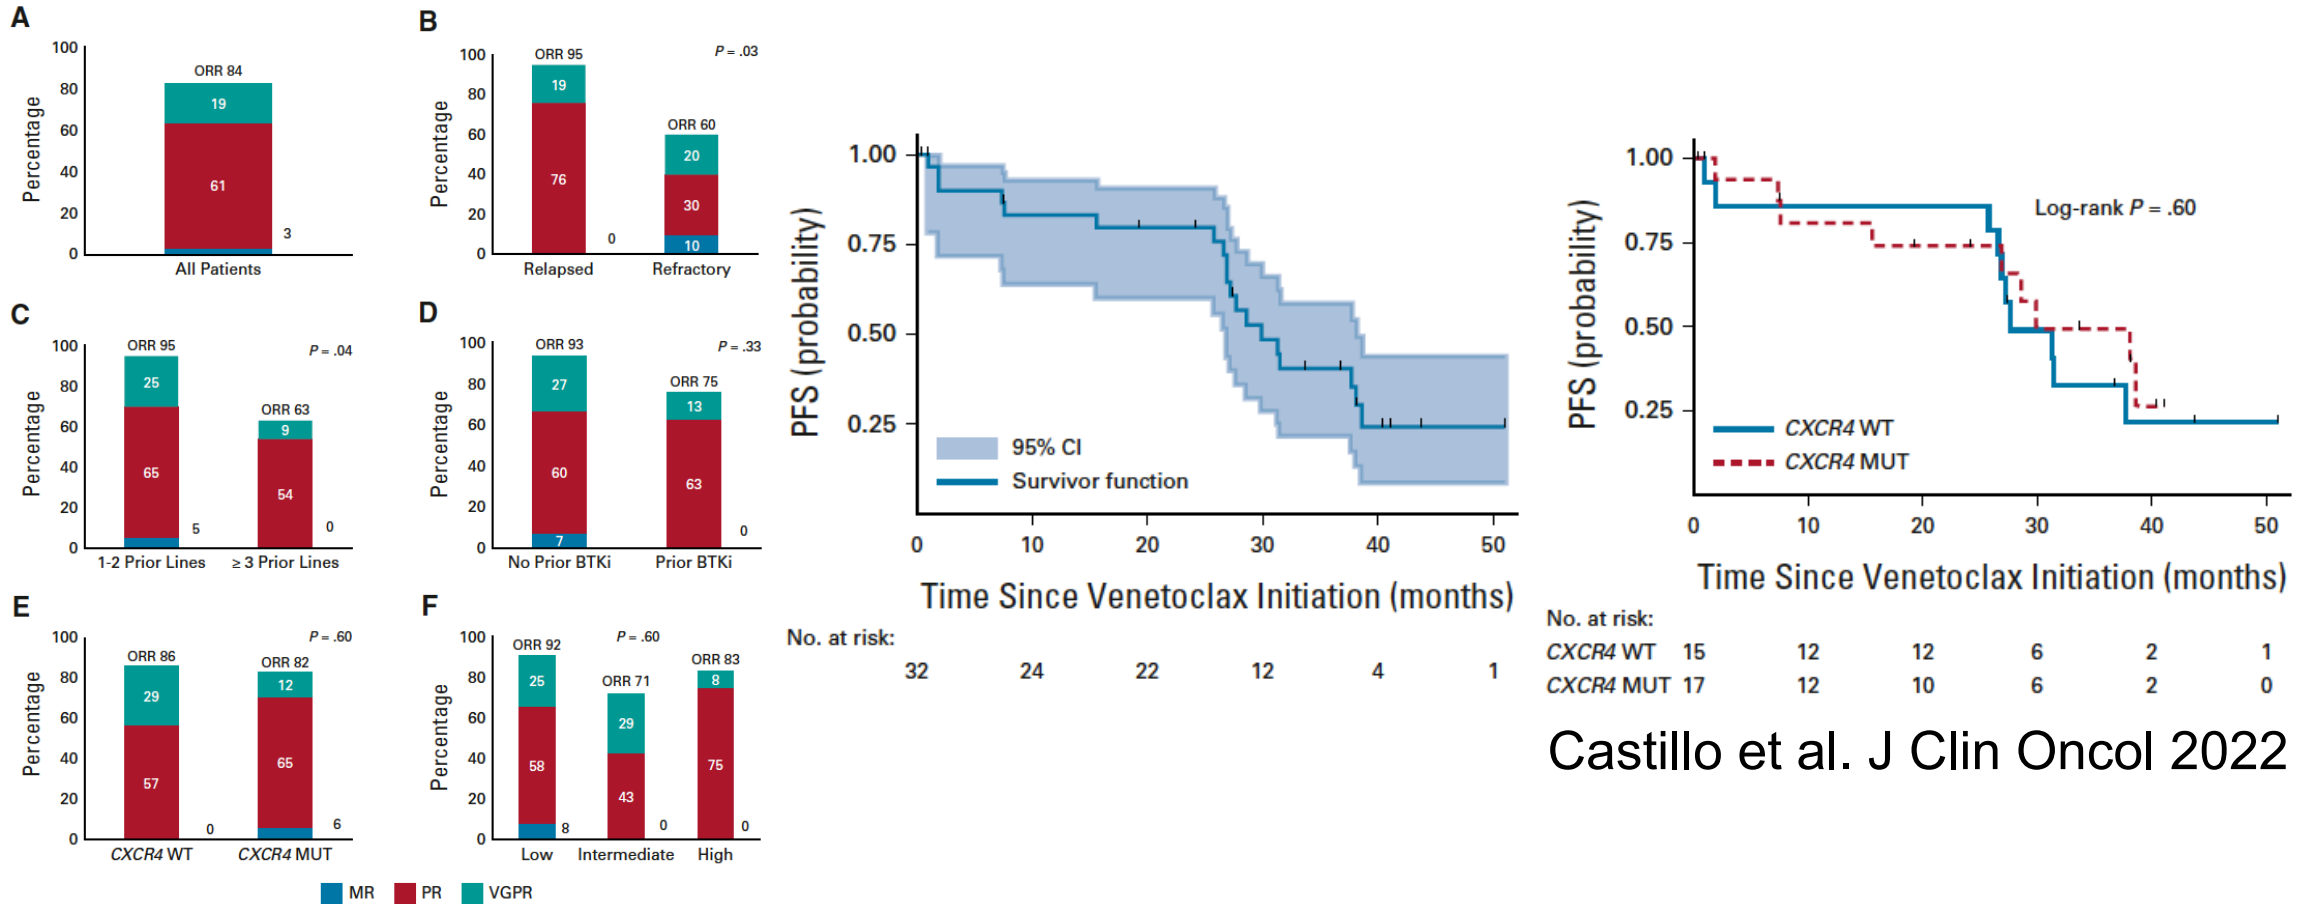 A
100
80
60
40
20
0
Percentage
ORR 84
19
61
3
All Patients
B
100
80
60
40
20
0
Percentage
P = .03
ORR 95
19
76
0
Relapsed
ORR 60
20
30
10
Refractory
C
100
80
60
40
20
0
Percentage
P = .04
ORR 95
25
65
5
1-2 Prior Lines
ORR 63
9
54
0
≥ 3 Prior Lines
D
100
80
60
40
20
0
Percentage
P = .33
ORR 93
27
60
7
No Prior BTKi
ORR 75
13
63
0
Prior BTKi
E
100
80
60
40
20
0
Percentage
P = .60
ORR 86
29
57
0
CXCR4 WT
ORR 82
12
65
6
CXCR4 MUT
F
100
80
60
40
20
0
Percentage
P = .60
ORR 92
25
58
8
Low
ORR 71
29
43
0
Intermediate
ORR 83
8
75
0
High
MR PR VGPR
PFS (probability)
1.00
0.75
0.50
0.25
95% CI
Survivor function
0 10 20 30 40 50
Time Since Venetoclax Initiation (months)
No. at risk:
32 24 22 12 4 1
PFS (probability)
1.00
0.75
0.50
0.25
Log-rank P = .60
CXCR4 WT
CXCR4 MUT
0 10 20 30 40 50
Time Since Venetoclax Initiation (months)
No. at risk:
CXCR4 WT 15 12 12 6 2 1
CXCR4 MUT 17 12 10 6 2 0
Castillo et al. J Clin Oncol 2022